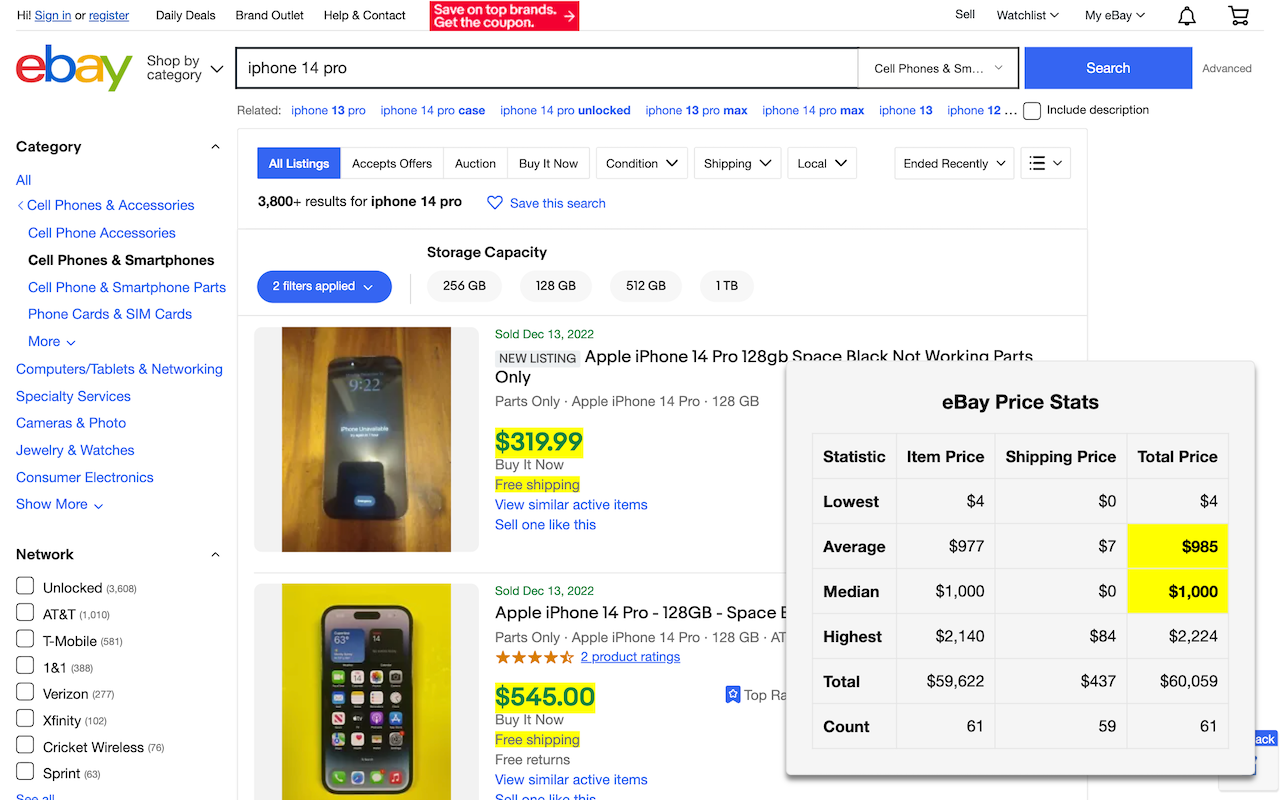 Hi! Sign in or register
Daily Deals
Brand Outlet
Help & Contact
Save on top brands.
Get the coupon.
Sell
Watchlist
My eBay
ebay
Shop by
category
iphone 14 pro
Cell Phones & Sm...
Search
Advanced
Related: iphone 13 pro iphone 14 pro case iphone 14 pro unlocked iphone 13 pro max iphone 14 pro max iphone 13 iphone 12 ...
Include description
Category
All
Cell Phones & Accessories
Cell Phone Accessories
Cell Phones & Smartphones
Cell Phone & Smartphone Parts
Phone Cards & SIM Cards
More
Computers/Tablets & Networking
Specialty Services
Cameras & Photo
Jewelry & Watches
Consumer Electronics
Show More
Network
Unlocked (3,608)
AT&T (1,010)
T-Mobile (581)
1&1 (388)
Verizon (277)
Xfinity (102)
Cricket Wireless (76)
Sprint (63)
See all
All Listings
Accepts Offers
Auction
Buy It Now
Condition
Shipping
Local
Ended Recently
3,800+ results for iphone 14 pro
Save this search
Storage Capacity
2 filters applied
256 GB
128 GB
512 GB
1 TB
9:22
iPhone Unavailable
Sold Dec 13, 2022
NEW LISTING Apple iPhone 14 Pro 128gb Space Black Not Working Parts
Only
Parts Only · Apple iPhone 14 Pro · 128 GB
$319.99
Buy It Now
Free shipping
View similar active items
Sell one like this
63°
14
Sold Dec 13, 2022
Apple iPhone 14 Pro - 128GB - Space
Parts Only · Apple iPhone 14 Pro · 128 GB · AT
2 product ratings
$545.00
Top Ra
Buy It Now
Free shipping
Free returns
View similar active items
Sell one like this
eBay Price Stats
Statistic Item Price Shipping Price Total Price
Lowest $4 $0 $4
Average $977 $7 $985
Median $1,000 $0 $1,000
Highest $2,140 $84 $2,224
Total $59,622 $437 $60,059
Count 61 59 61
ack